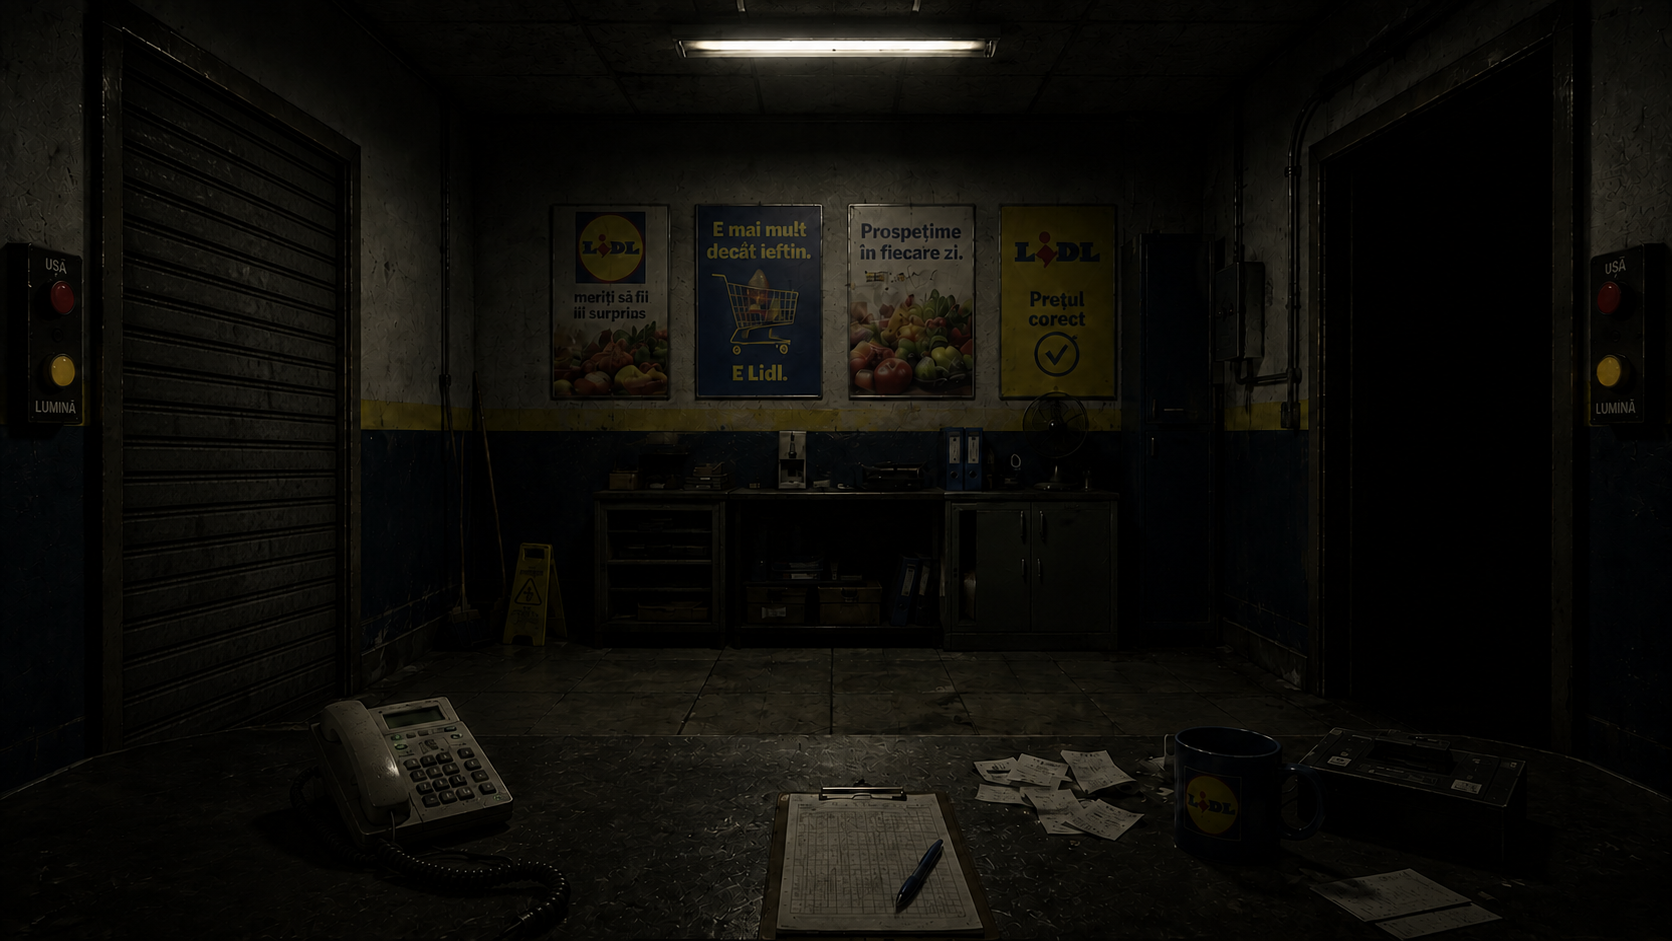 UȘĂ
LUMINĂ
LIDL
meriți să fii
iii surprins
E mai mult
decât ieftin.
E Lidl.
Prospețime
în fiecare zi.
LIDL
Prețul
corect
UȘĂ
LUMINĂ
LIDL